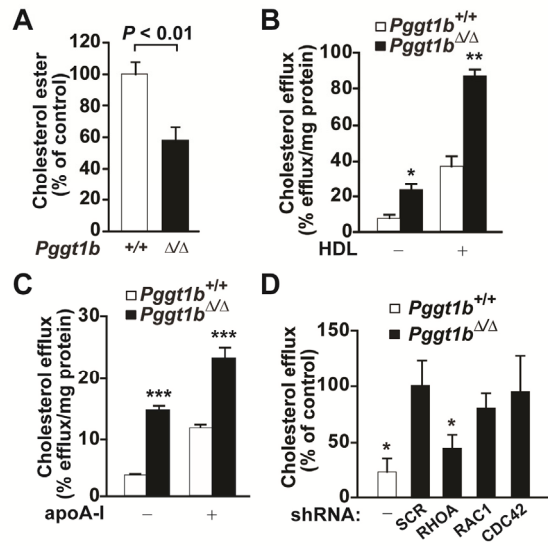 A
P < 0.01
Cholesterol ester
(% of control)
120
100
80
60
40
20
0
Pggt1b +/+ Δ/Δ
B
Pggt1b+/+
Pggt1bΔ/Δ
Cholesterol efflux
(% efflux/mg protein)
100
80
60
40
20
0
*
**
HDL – +
C
Pggt1b+/+
Pggt1bΔ/Δ
Cholesterol efflux
(% efflux/mg protein)
30
20
10
0
***
***
apoA-I – +
D
Pggt1b+/+
Pggt1bΔ/Δ
Cholesterol efflux
(% of control)
150
100
50
0
*
*
shRNA: – SCR RHOA RAC1 CDC42